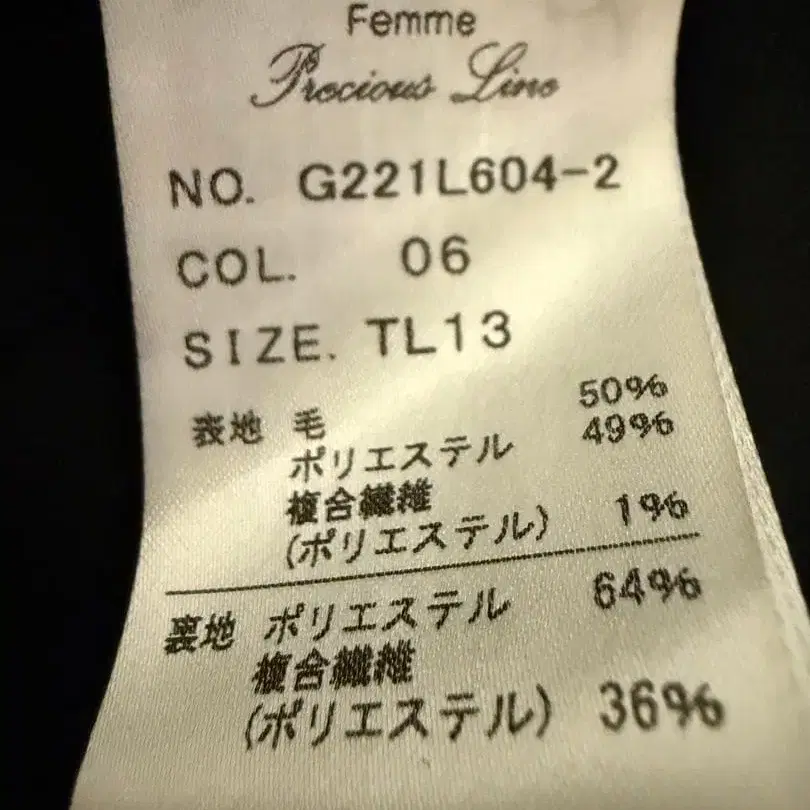 Femme
Precious Line
NO. G221L604-2
COL. 06
SIZE. TL13
表地 毛 50%
ポリエステル 49%
複合繊維
(ポリエステル) 1%
裏地 ポリエステル 64%
複合繊維
(ポリエステル) 36%